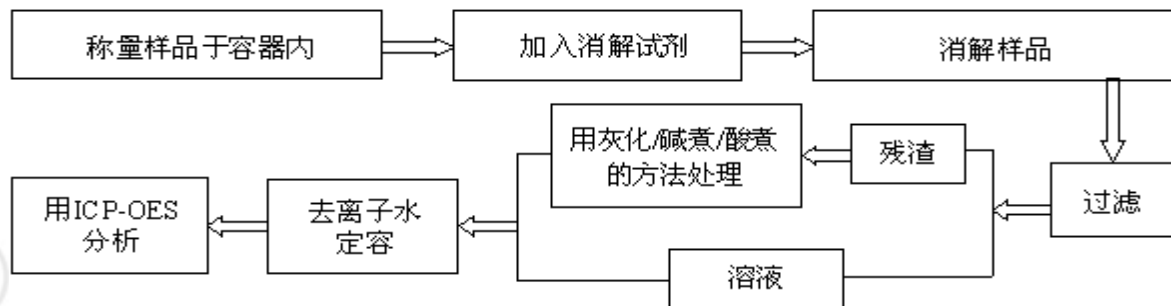 称量样品于容器内
加入消解试剂
消解样品
用灰化/碱煮/酸煮
的方法处理
残渣
过滤
用ICP-OES
分析
去离子水
定容
溶液